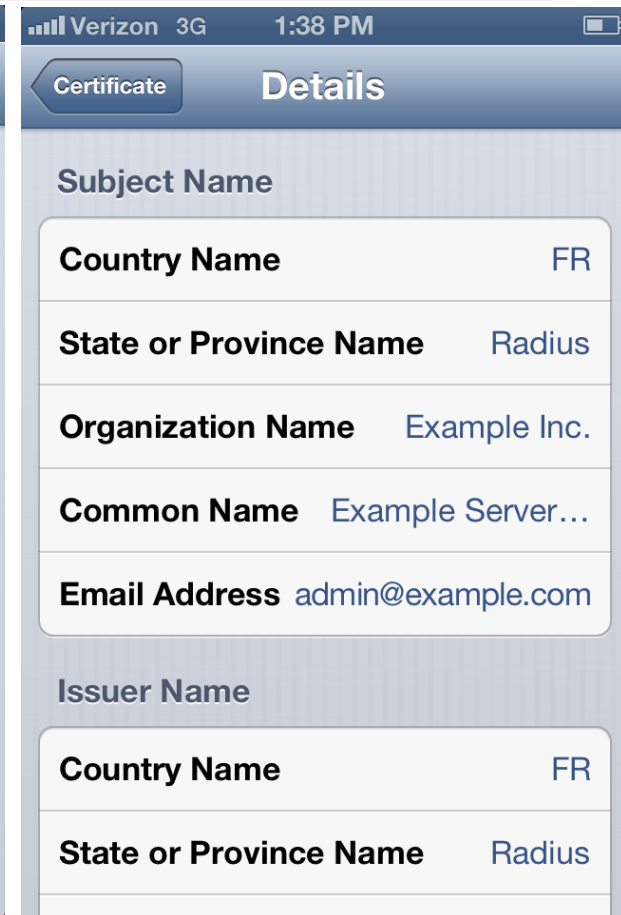 Verizon 3G 1:38 PM
Certificate Details
Subject Name
Country Name FR
State or Province Name Radius
Organization Name Example Inc.
Common Name Example Server...
Email Address admin@example.com
Issuer Name
Country Name FR
State or Province Name Radius